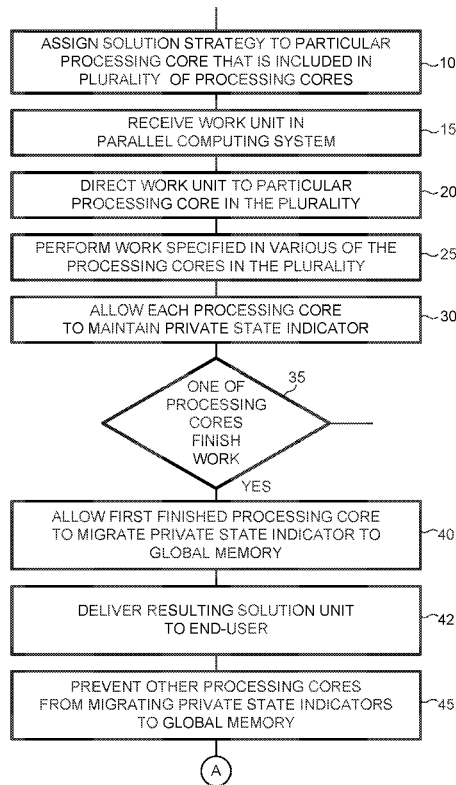 ASSIGN SOLUTION STRATEGY TO PARTICULAR
PROCESSING CORE THAT IS INCLUDED IN
PLURALITY OF PROCESSING CORES
10
RECEIVE WORK UNIT IN
PARALLEL COMPUTING SYSTEM
15
DIRECT WORK UNIT TO PARTICULAR
PROCESSING CORE IN THE PLURALITY
20
PERFORM WORK SPECIFIED IN VARIOUS OF THE
PROCESSING CORES IN THE PLURALITY
25
ALLOW EACH PROCESSING CORE
TO MAINTAIN PRIVATE STATE INDICATOR
30
35
ONE OF
PROCESSING
CORES
FINISH
WORK
YES
ALLOW FIRST FINISHED PROCESSING CORE
TO MIGRATE PRIVATE STATE INDICATOR TO
GLOBAL MEMORY
40
DELIVER RESULTING SOLUTION UNIT
TO END-USER
42
PREVENT OTHER PROCESSING CORES
FROM MIGRATING PRIVATE STATE INDICATORS
TO GLOBAL MEMORY
45
A